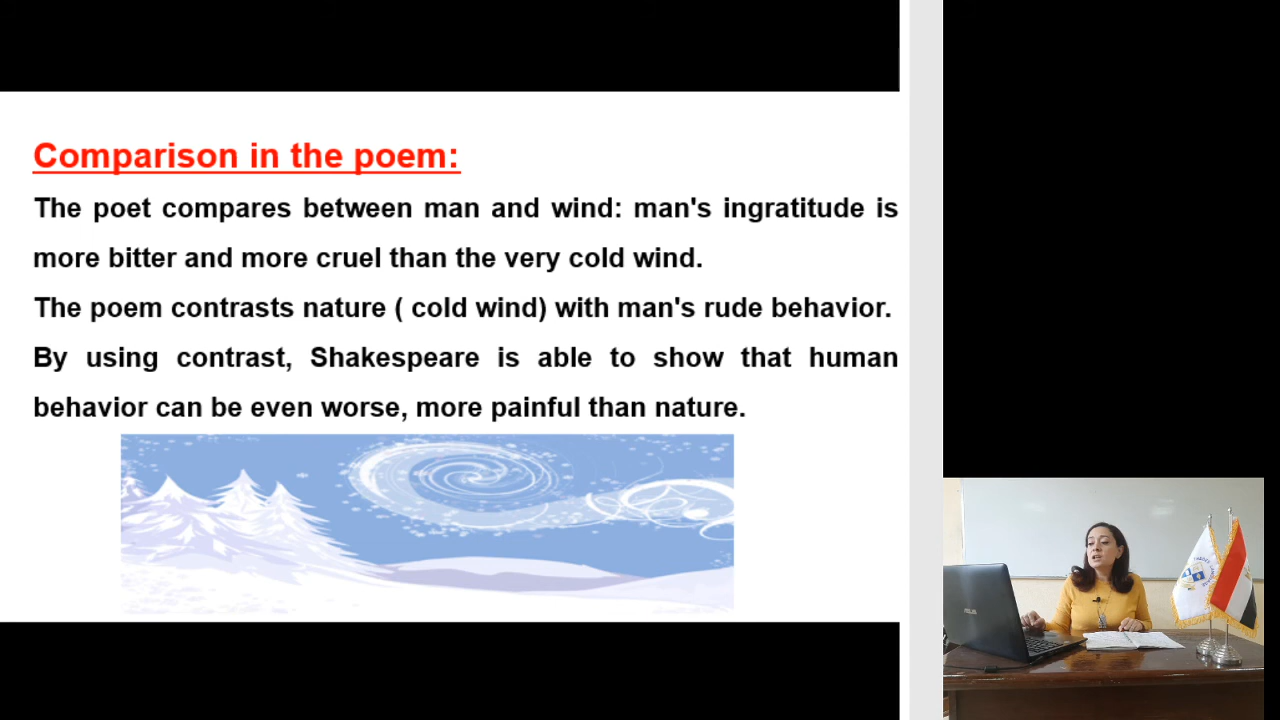 Comparison in the poem:
The poet compares between man and wind: man's ingratitude is
more bitter and more cruel than the very cold wind.
The poem contrasts nature ( cold wind) with man's rude behavior.
By using contrast, Shakespeare is able to show that human
behavior can be even worse, more painful than nature.
ASUS